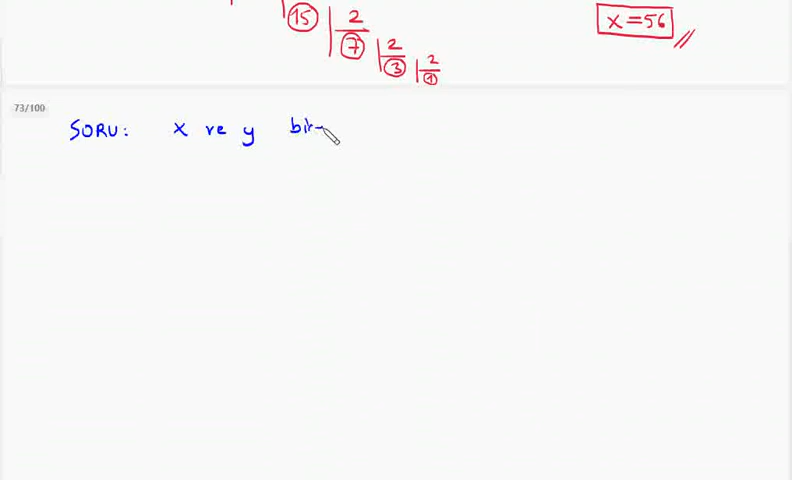 15 | 2
7 | 2
3 | 2
1
x = 56 //
73/100
SORU: x ve y bir